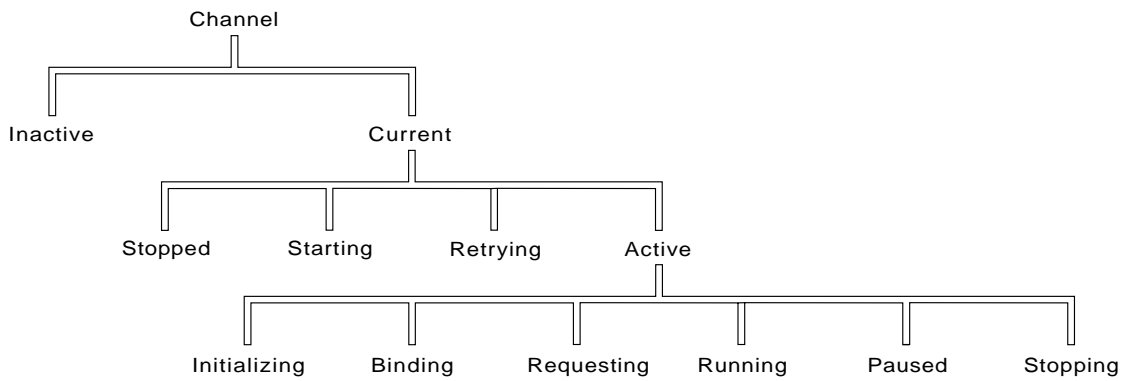 Channel
Inactive Current
Stopped Starting Retrying Active
Initializing Binding Requesting Running Paused Stopping